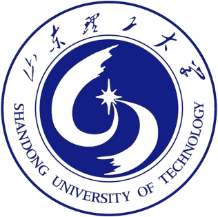 山东理工大学
SHANDONG UNIVERSITY OF TECHNOLOGY